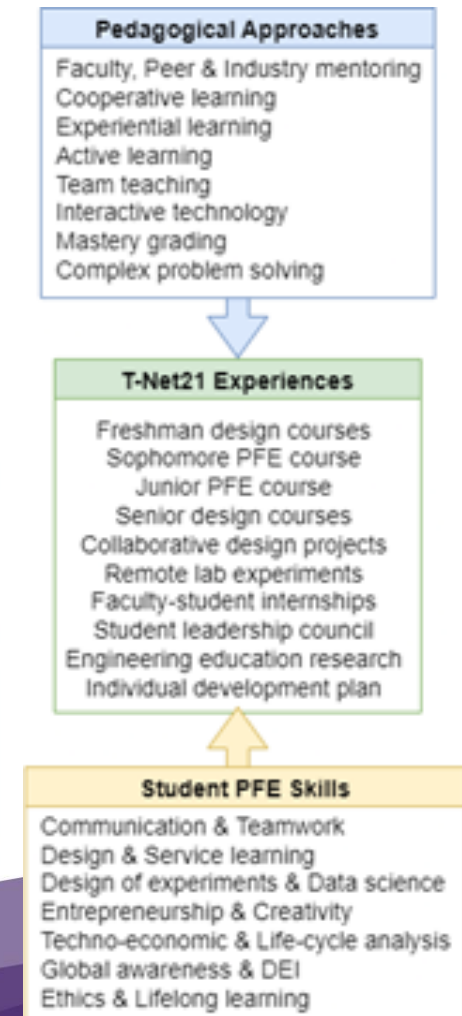 Pedagogical Approaches
Faculty, Peer & Industry mentoring
Cooperative learning
Experiential learning
Active learning
Team teaching
Interactive technology
Mastery grading
Complex problem solving
T-Net21 Experiences
Freshman design courses
Sophomore PFE course
Junior PFE course
Senior design courses
Collaborative design projects
Remote lab experiments
Faculty-student internships
Student leadership council
Engineering education research
Individual development plan
Student PFE Skills
Communication & Teamwork
Design & Service learning
Design of experiments & Data science
Entrepreneurship & Creativity
Techno-economic & Life-cycle analysis
Global awareness & DEI
Ethics & Lifelong learning